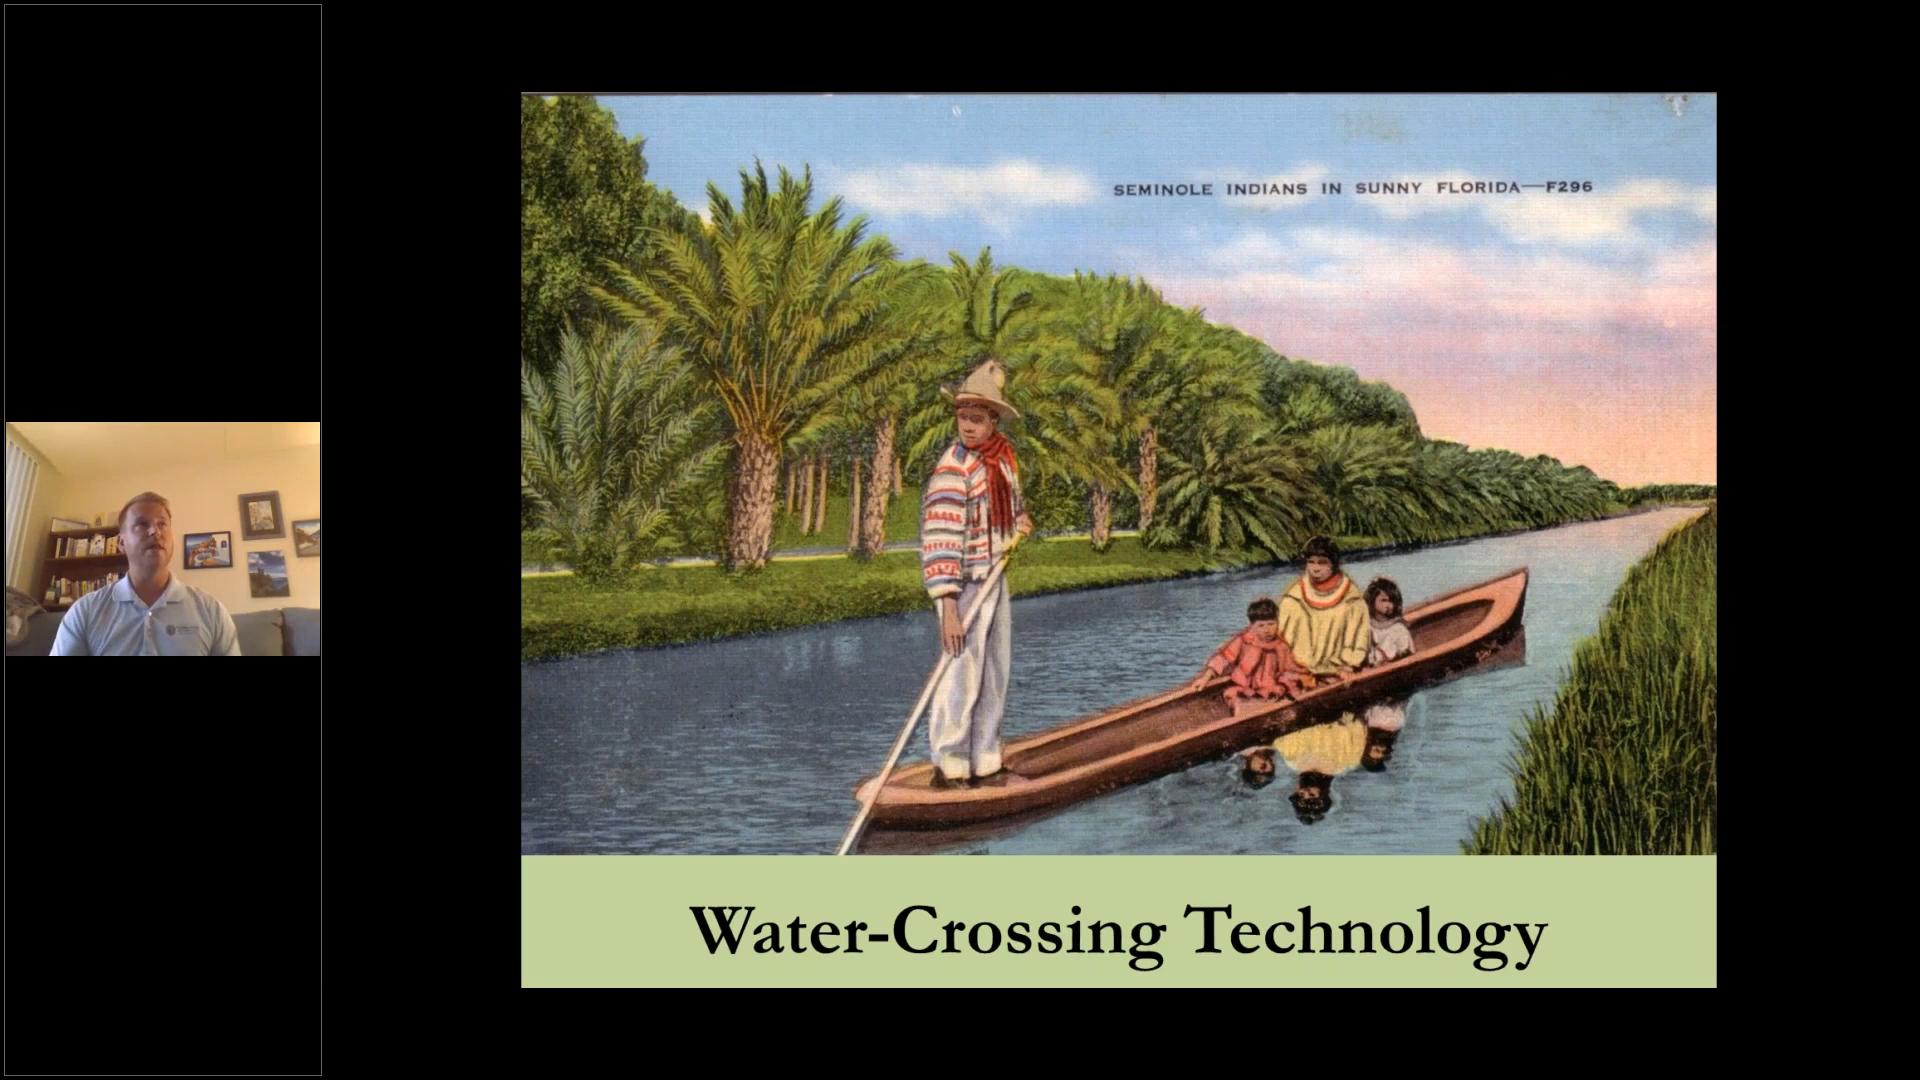 SEMINOLE INDIANS IN SUNNY FLORIDA—F296
Water-Crossing Technology